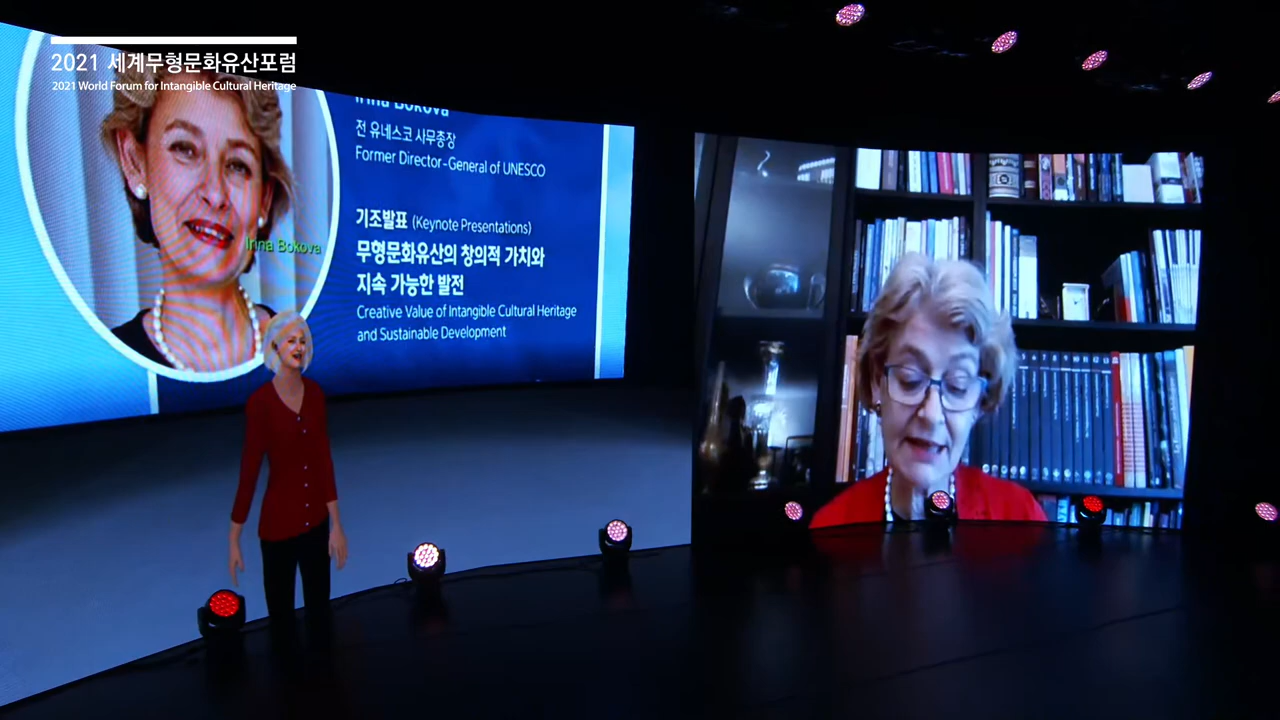 2021 세계무형문화유산포럼
2021 World Forum for Intangible Cultural Heritage
Irina Bokova
전 유네스코 사무총장
Former Director-General of UNESCO
기조발표 (Keynote Presentations)
무형문화유산의 창의적 가치와
지속 가능한 발전
Creative Value of Intangible Cultural Heritage
and Sustainable Development
Irina Bokova